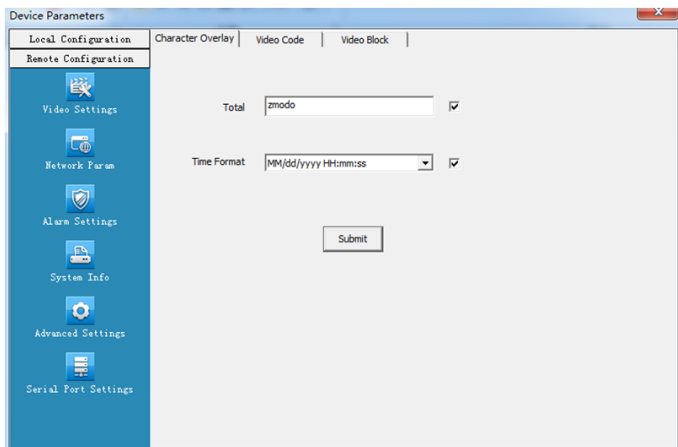 Device Parameters
Local Configuration
Remote Configuration
Video Settings
Network Param
Alarm Settings
System Info
Advanced Settings
Serial Port Settings
Character Overlay
Video Code
Video Block
Total
zmodo
Time Format
MM/dd/yyyy HH:mm:ss
Submit